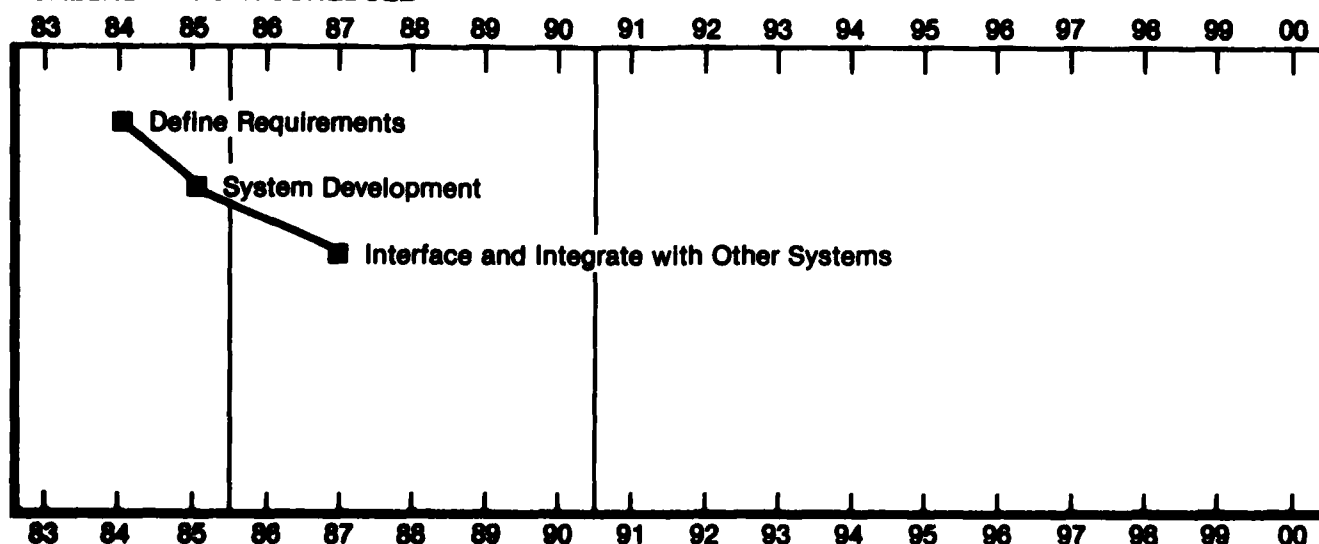 83 84 85 86 87 88 89 90 91 92 93 94 95 96 97 98 99 00
Define Requirements
System Development
Interface and Integrate with Other Systems
83 84 85 86 87 88 89 90 91 92 93 94 95 96 97 98 99 00